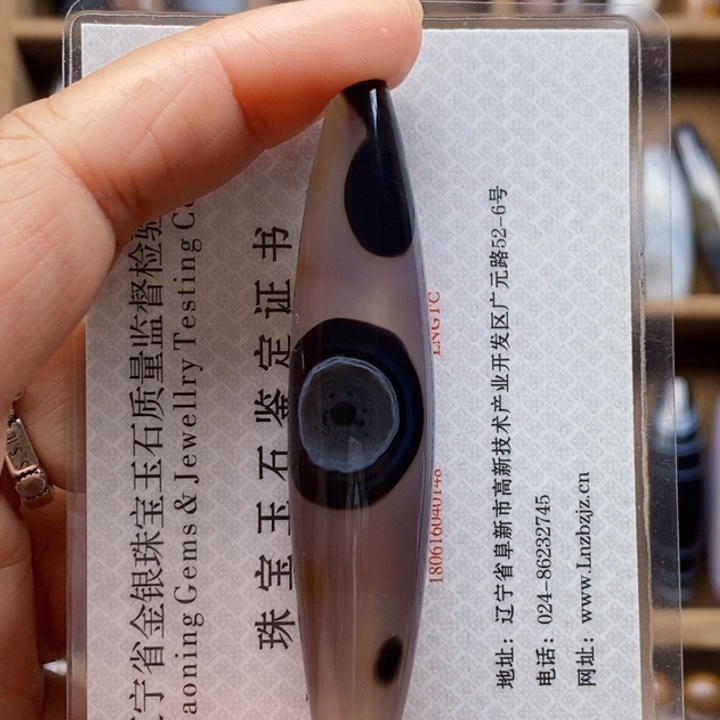 宁省金银珠宝玉石质量监督检验
aoning Gems & Jewellry Testing Ce
珠宝玉石鉴定证书
LNGTC
180616040148
地址：辽宁省阜新市高新技术产业开发区广元路52-6号
电话：024-86232745
网址：www.Lnzbzjz.cn